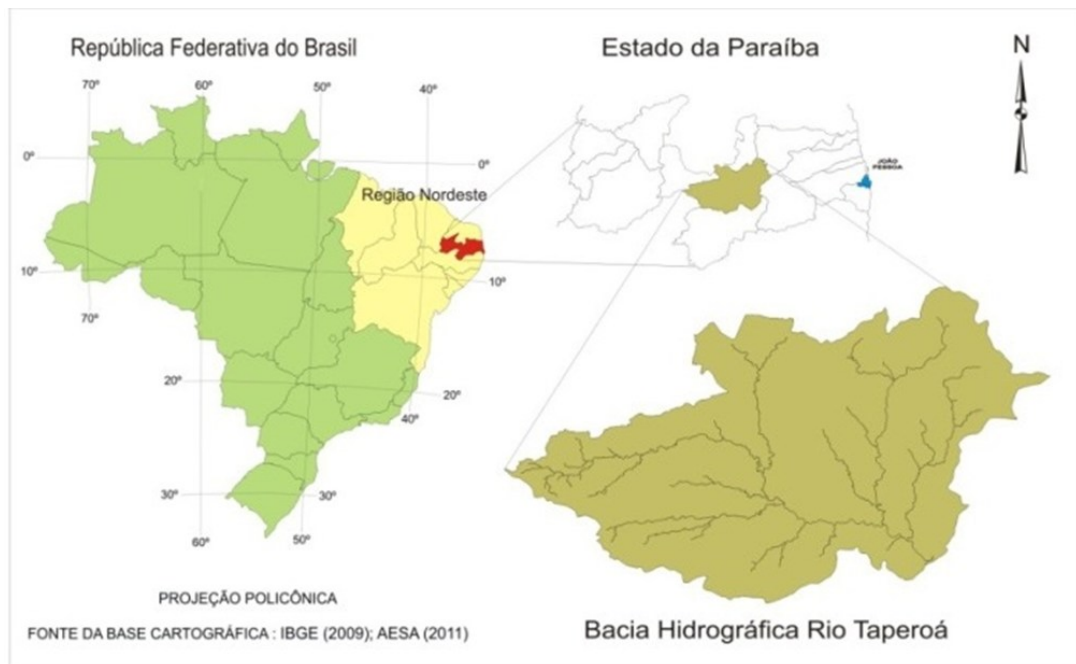 República Federativa do Brasil
Estado da Paraíba
N
70º
60º
50º
40º
0º
0º
Região Nordeste
JOÃO
PESSOA
10º
10º
70º
20º
20º
40º
30º
30º
60º
50º
PROJEÇÃO POLICÔNICA
FONTE DA BASE CARTOGRÁFICA : IBGE (2009); AESA (2011)
Bacia Hidrográfica Rio Taperoá